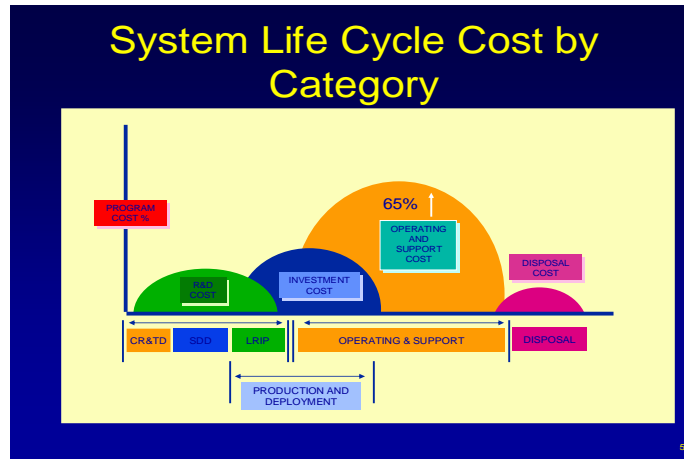 System Life Cycle Cost by
Category
65%
PROGRAM
COST %
OPERATING
AND
SUPPORT
COST
DISPOSAL
COST
R&D
COST
INVESTMENT
COST
CR&TD
SDD
LRIP
OPERATING & SUPPORT
DISPOSAL
PRODUCTION AND
DEPLOYMENT
5